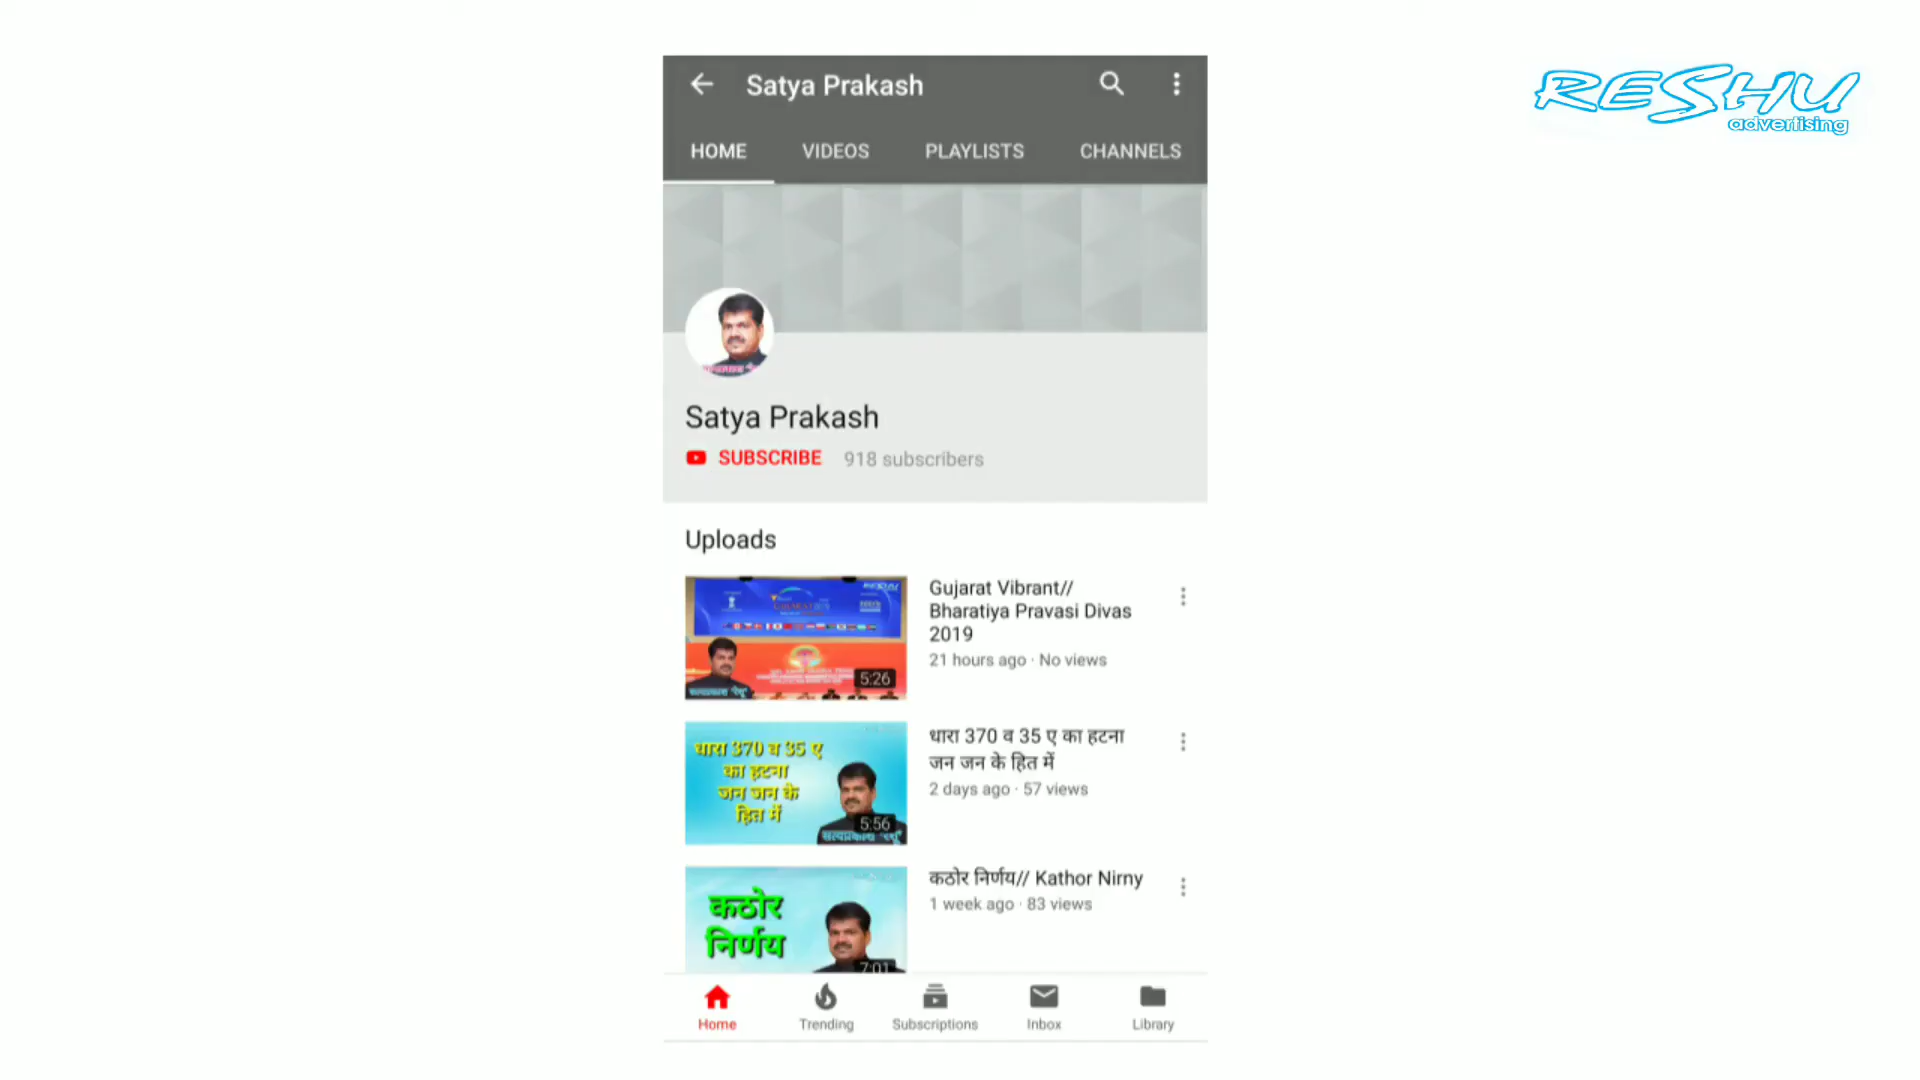 RESHU
advertising
Satya Prakash
HOME VIDEOS PLAYLISTS CHANNELS
Satya Prakash
SUBSCRIBE 918 subscribers
Uploads
Gujarat Vibrant//
Bharatiya Pravasi Divas
2019
21 hours ago · No views
5:26
धारा 370 व 35 ए का हटना
जन जन के हित में
2 days ago · 57 views
धारा 370 व 35 ए
का हटना
जन जन के
हित में
5:56
कठोर निर्णय// Kathor Nirny
1 week ago · 83 views
कठोर
निर्णय
7:01
Home Trending Subscriptions Inbox Library